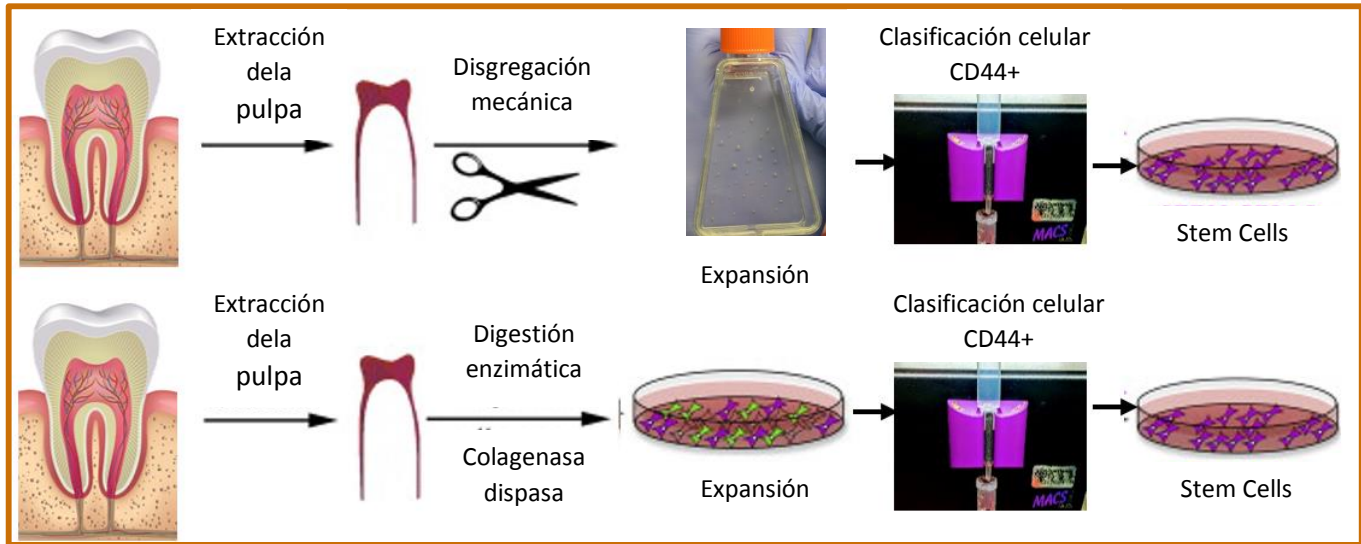 Extracción
dela
pulpa
Disgregación
mecánica
Expansión
Clasificación celular
CD44+
MACS
Stem Cells
Extracción
dela
pulpa
Digestión
enzimática
Colagenasa
dispasa
Expansión
Clasificación celular
CD44+
MACS
Stem Cells